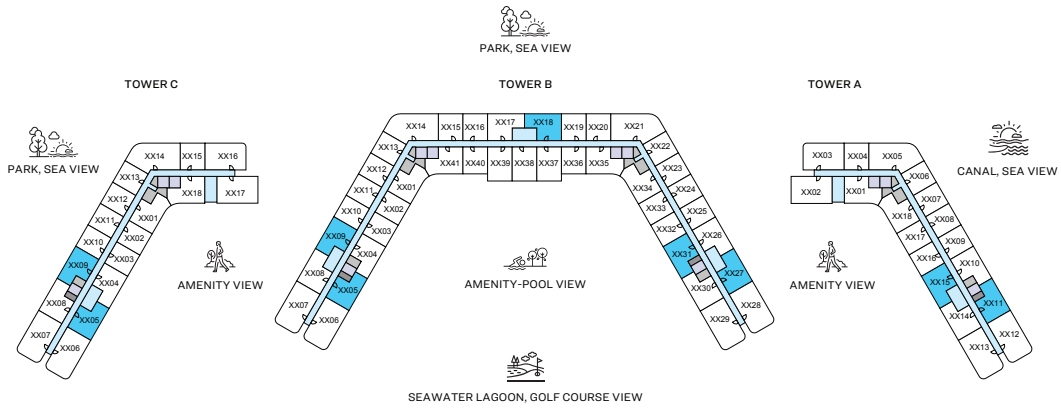 PARK, SEA VIEW
TOWER C
TOWER B
TOWER A
PARK, SEA VIEW
CANAL, SEA VIEW
XX14
XX15
XX16
XX13
XX18
XX17
XX12
XX01
XX11
XX02
XX10
XX03
XX09
XX04
XX08
XX05
XX07
XX06
AMENITY VIEW
XX14
XX15
XX16
XX17
XX18
XX19
XX20
XX21
XX13
XX41
XX40
XX39
XX38
XX37
XX36
XX35
XX22
XX12
XX01
XX34
XX23
XX11
XX02
XX33
XX24
XX10
XX03
XX32
XX25
XX09
XX04
XX31
XX26
XX08
XX05
XX30
XX27
XX07
XX06
XX29
XX28
AMENITY-POOL VIEW
XX03
XX04
XX05
XX02
XX01
XX06
XX18
XX07
XX17
XX08
XX16
XX09
XX15
XX10
XX14
XX11
XX13
XX12
AMENITY VIEW
SEAWATER LAGOON, GOLF COURSE VIEW